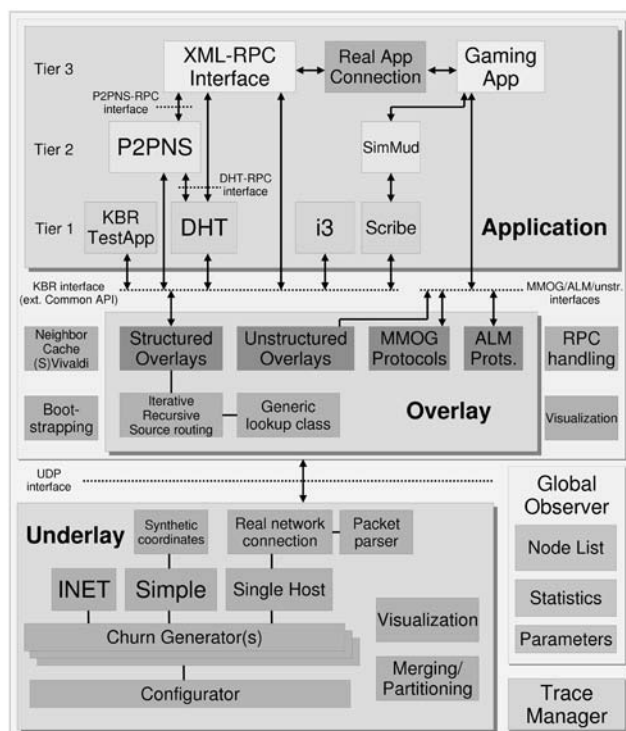 Tier 3
XML-RPC
Interface
Real App
Connection
Gaming
App
P2PNS-RPC
interface
Tier 2
P2PNS
SimMud
DHT-RPC
interface
Tier 1
KBR
TestApp
DHT
i3
Scribe
Application
KBR interface
(ext. Common API)
MMOG/ALM/unstr.
interfaces
Neighbor
Cache
(S)Vivaldi
Structured
Overlays
Unstructured
Overlays
MMOG
Protocols
ALM
Prots.
RPC
handling
Boot-
strapping
Iterative
Recursive
Source routing
Generic
lookup class
Overlay
Visualization
UDP
interface
Underlay
Synthetic
coordinates
Real network
connection
Packet
parser
INET
Simple
Single Host
Churn Generator(s)
Configurator
Visualization
Merging/
Partitioning
Global
Observer
Node List
Statistics
Parameters
Trace
Manager